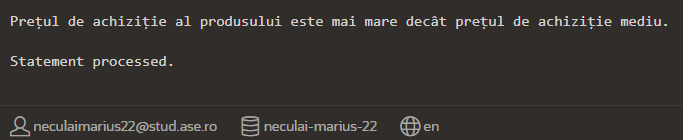 Prețul de achiziție al produsului este mai mare decât prețul de achiziție mediu.
Statement processed.
neculaimarius22@stud.ase.ro neculai-marius-22 en